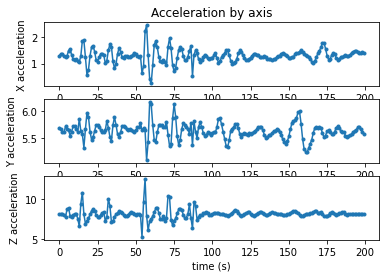 Acceleration by axis
X acceleration
2
1
0 25 50 75 100 125 150 175 200
Y acceleration
6.0
5.5
0 25 50 75 100 125 150 175 200
Z acceleration
10
5
0 25 50 75 100 125 150 175 200
time (s)